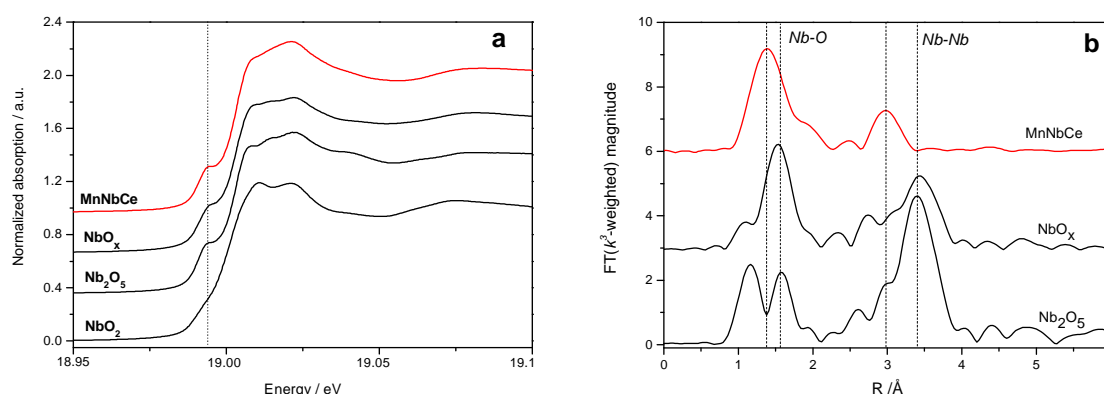 2.4
2.0
1.6
1.2
0.8
0.4
0.0
Normalized absorption / a.u.
a
MnNbCe
NbOx
Nb2O5
NbO2
18.95 19.00 19.05 19.1
Energy / eV
10
8
6
4
2
0
FT(k3-weighted) magnitude
Nb-O Nb-Nb
b
MnNbCe
NbOx
Nb2O5
0 1 2 3 4 5
R /Å